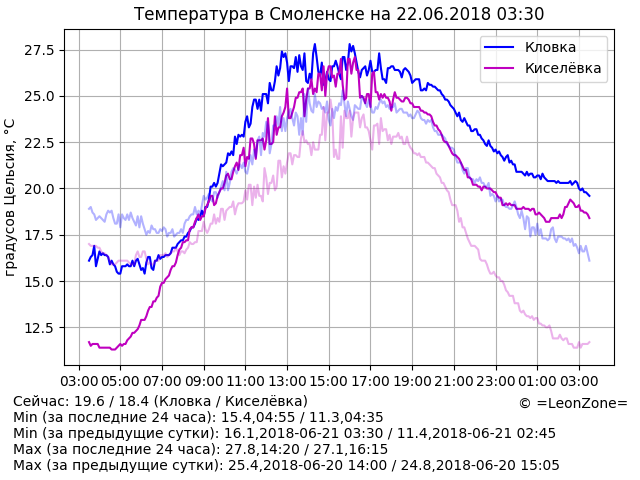 Температура в Смоленске на 22.06.2018 03:30
Кловка
Киселёвка
градусов Цельсия, °C
27.5
25.0
22.5
20.0
17.5
15.0
12.5
03:00 05:00 07:00 09:00 11:00 13:00 15:00 17:00 19:00 21:00 23:00 01:00 03:00
Сейчас: 19.6 / 18.4 (Кловка / Киселёвка)
© =LeonZone=
Min (за последние 24 часа): 15.4,04:55 / 11.3,04:35
Min (за предыдущие сутки): 16.1,2018-06-21 03:30 / 11.4,2018-06-21 02:45
Max (за последние 24 часа): 27.8,14:20 / 27.1,16:15
Max (за предыдущие сутки): 25.4,2018-06-20 14:00 / 24.8,2018-06-20 15:05